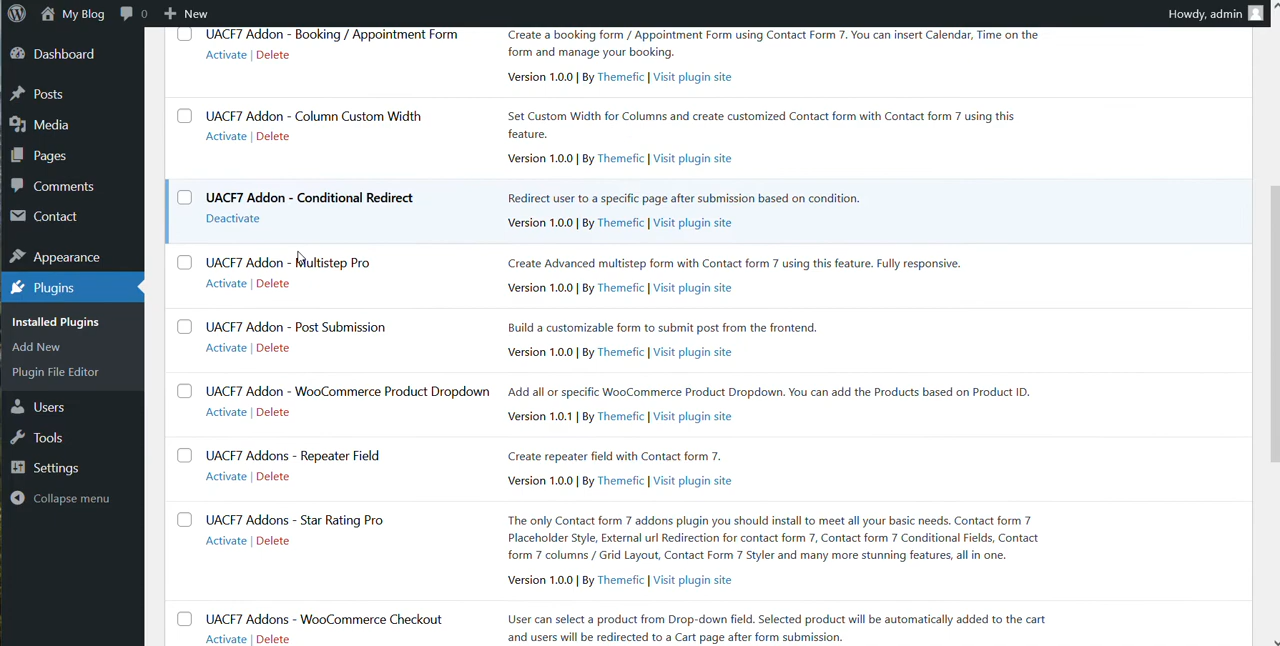 My Blog 0 New Howdy, admin
Dashboard
Posts
Media
Pages
Comments
Contact
Appearance
Plugins
Installed Plugins
Add New
Plugin File Editor
Users
Tools
Settings
Collapse menu
UACF7 Addon - Booking / Appointment Form
Activate | Delete
Create a booking form / Appointment Form using Contact Form 7. You can insert Calendar, Time on the
form and manage your booking.
Version 1.0.0 | By Themefic | Visit plugin site
UACF7 Addon - Column Custom Width
Activate | Delete
Set Custom Width for Columns and create customized Contact form with Contact form 7 using this
feature.
Version 1.0.0 | By Themefic | Visit plugin site
UACF7 Addon - Conditional Redirect
Deactivate
Redirect user to a specific page after submission based on condition.
Version 1.0.0 | By Themefic | Visit plugin site
UACF7 Addon - Multistep Pro
Activate | Delete
Create Advanced multistep form with Contact form 7 using this feature. Fully responsive.
Version 1.0.0 | By Themefic | Visit plugin site
UACF7 Addon - Post Submission
Activate | Delete
Build a customizable form to submit post from the frontend.
Version 1.0.0 | By Themefic | Visit plugin site
UACF7 Addon - WooCommerce Product Dropdown
Activate | Delete
Add all or specific WooCommerce Product Dropdown. You can add the Products based on Product ID.
Version 1.0.1 | By Themefic | Visit plugin site
UACF7 Addons - Repeater Field
Activate | Delete
Create repeater field with Contact form 7.
Version 1.0.0 | By Themefic | Visit plugin site
UACF7 Addons - Star Rating Pro
Activate | Delete
The only Contact form 7 addons plugin you should install to meet all your basic needs. Contact form 7
Placeholder Style, External url Redirection for contact form 7, Contact form 7 Conditional Fields, Contact
form 7 columns / Grid Layout, Contact Form 7 Styler and many more stunning features, all in one.
Version 1.0.0 | By Themefic | Visit plugin site
UACF7 Addons - WooCommerce Checkout
Activate | Delete
User can select a product from Drop-down field. Selected product will be automatically added to the cart
and users will be redirected to a Cart page after form submission.